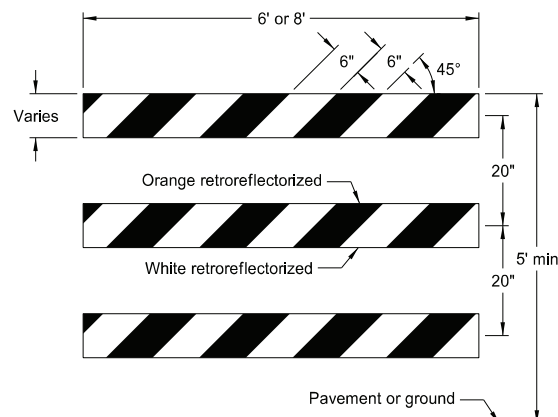 6' or 8'
6"
6"
45°
Varies
Orange retroreflectorized
20"
White retroreflectorized
5' min
20"
Pavement or ground